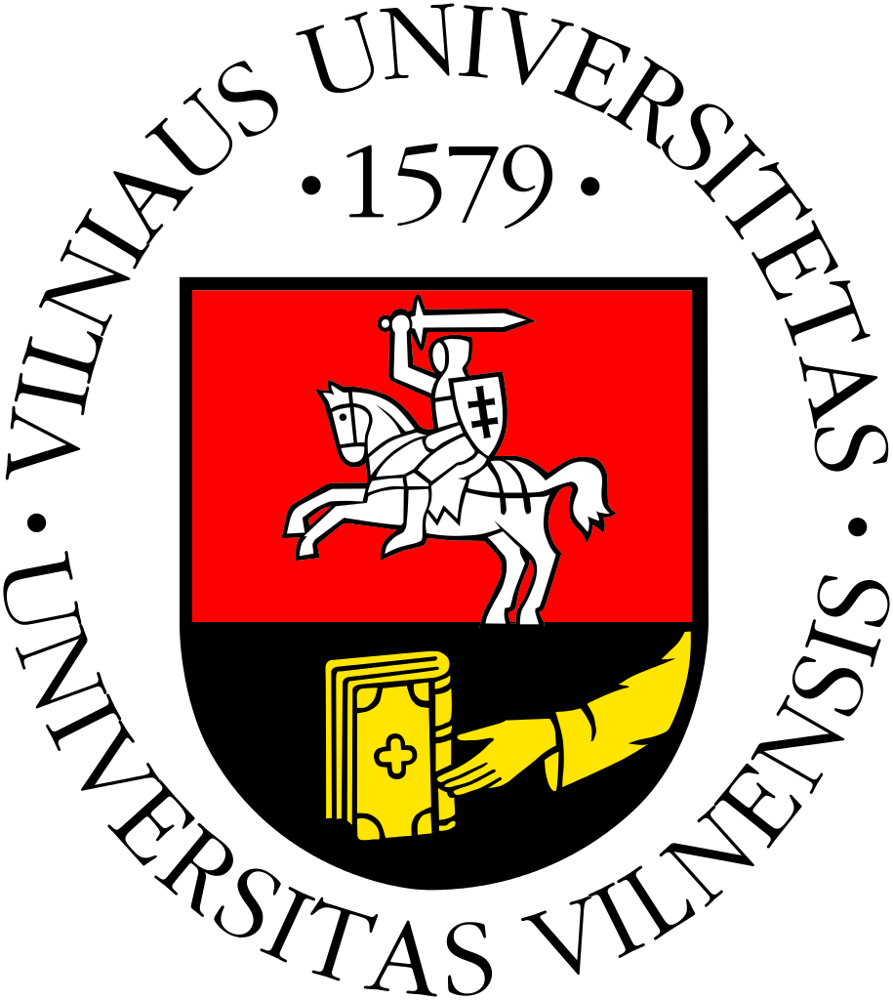 VILNIAUS UNIVERSITETAS
· 1579 ·
· UNIVERSITAS VILNENSIS ·